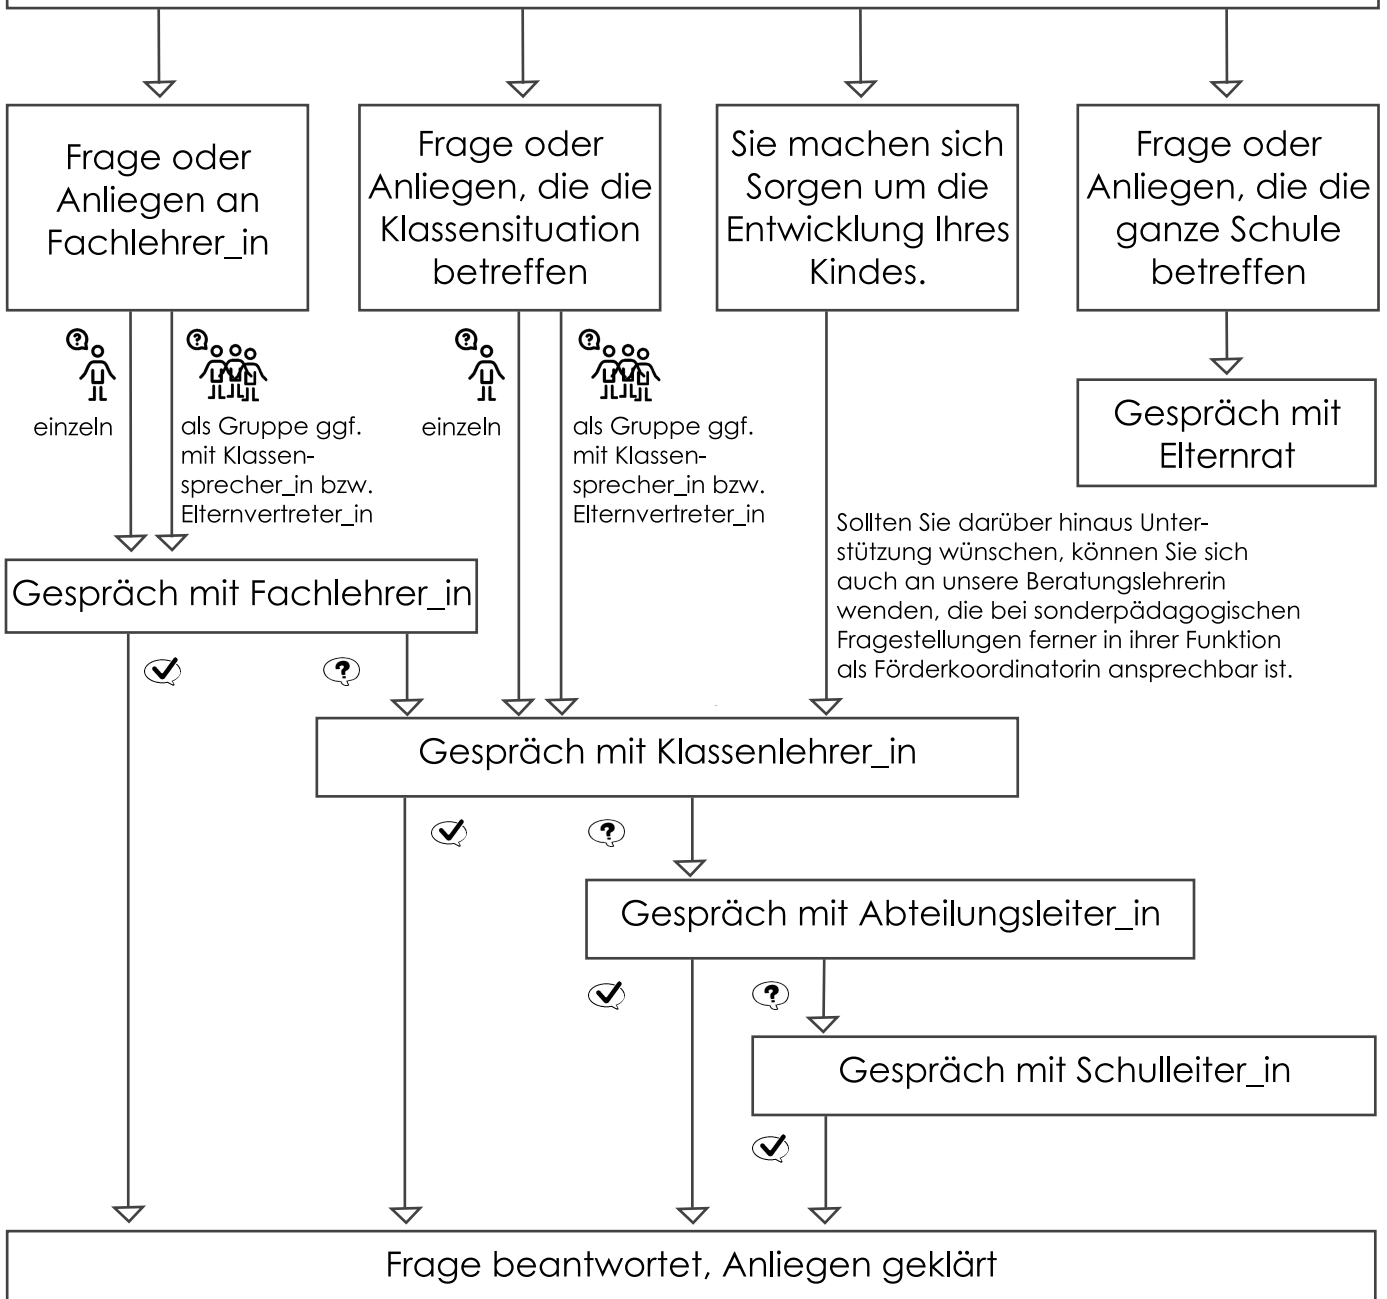 Frage oder
Anliegen an
Fachlehrer_in
Frage oder
Anliegen, die die
Klassensituation
betreffen
Sie machen sich
Sorgen um die
Entwicklung Ihres
Kindes.
Frage oder
Anliegen, die die
ganze Schule
betreffen
?
einzeln
?
als Gruppe ggf.
mit Klassen-
sprecher_in bzw.
Elternvertreter_in
?
einzeln
?
als Gruppe ggf.
mit Klassen-
sprecher_in bzw.
Elternvertreter_in
Gespräch mit
Elternrat
Sollten Sie darüber hinaus Unter-
stützung wünschen, können Sie sich
auch an unsere Beratungslehrerin
wenden, die bei sonderpädagogischen
Fragestellungen ferner in ihrer Funktion
als Förderkoordinatorin ansprechbar ist.
Gespräch mit Fachlehrer_in
?
Gespräch mit Klassenlehrer_in
?
Gespräch mit Abteilungsleiter_in
?
Gespräch mit Schulleiter_in
Frage beantwortet, Anliegen geklärt